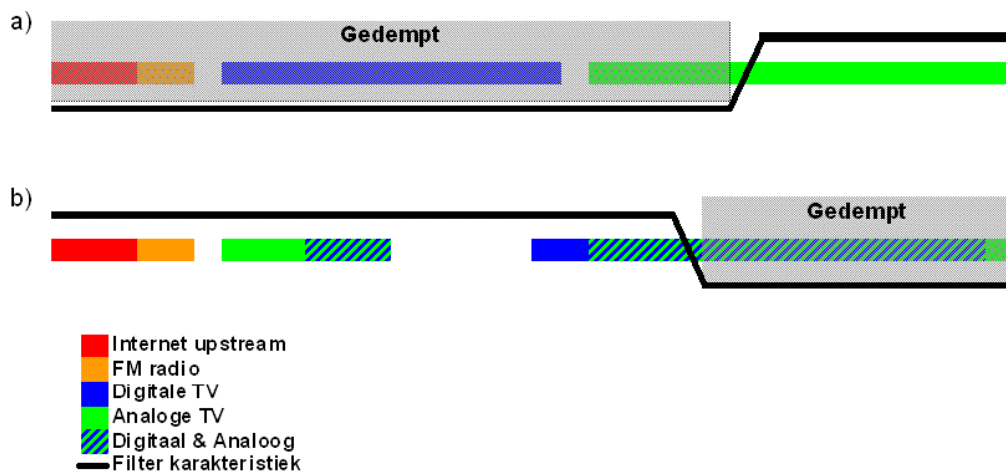 a)
Gedempt
b)
Gedempt
Internet upstream
FM radio
Digitale TV
Analoge TV
Digitaal & Analoog
Filter karakteristiek